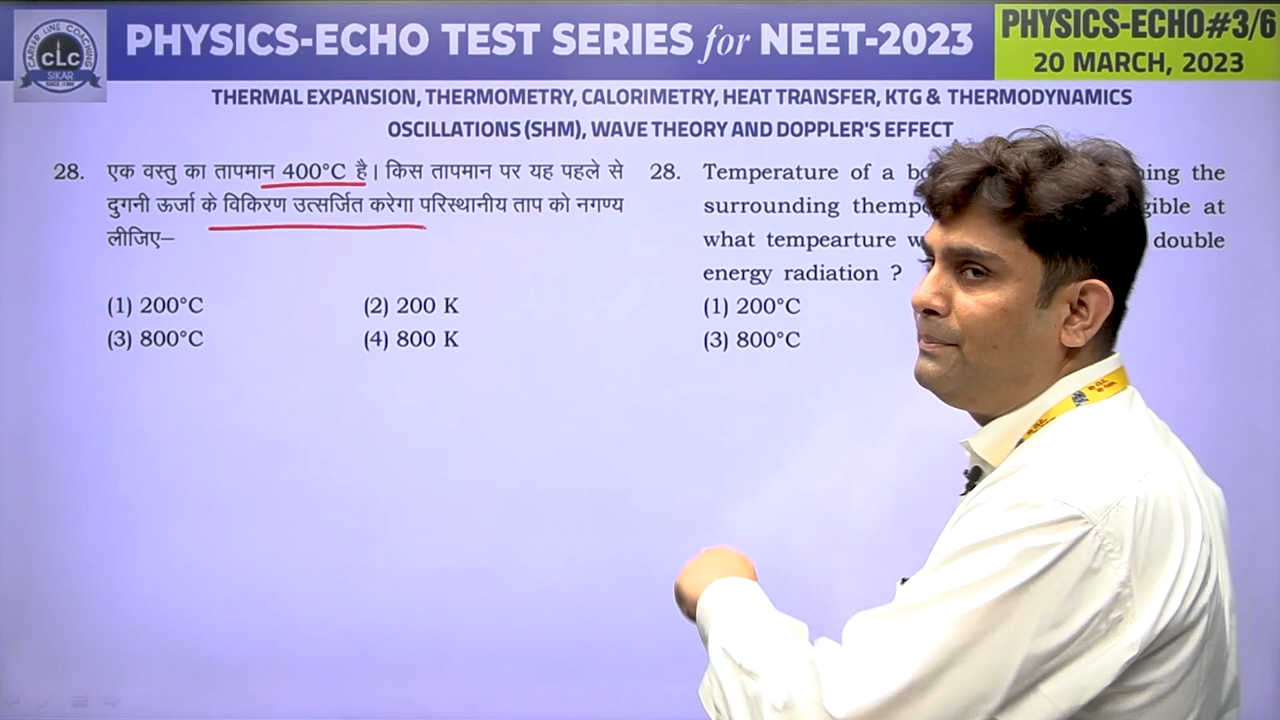 CAREER LINE COACHING
CLC
SIKAR
PHYSICS-ECHO TEST SERIES for NEET-2023
PHYSICS-ECHO#3/6
20 MARCH, 2023
THERMAL EXPANSION, THERMOMETRY, CALORIMETRY, HEAT TRANSFER, KTG & THERMODYNAMICS
OSCILLATIONS (SHM), WAVE THEORY AND DOPPLER'S EFFECT
28. एक वस्तु का तापमान 400°C है। किस तापमान पर यह पहले से
दुगनी ऊर्जा के विकिरण उत्सर्जित करेगा परिस्थानीय ताप को नगण्य
लीजिए–
(1) 200°C (2) 200 K
(3) 800°C (4) 800 K
28. Temperature of a the
surrounding at
what tempearture double
energy radiation ?
(1) 200°C
(3) 800°C